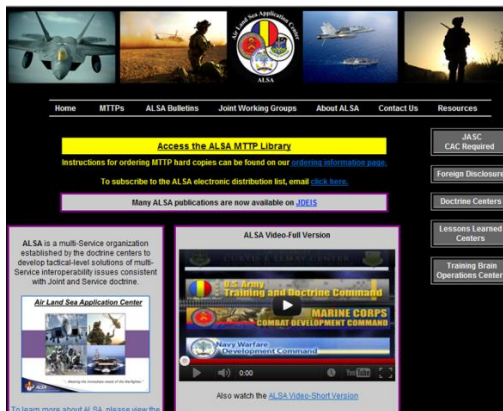 Air Land Sea Application Center
ALSA
Home MTTPs ALSA Bulletins Joint Working Groups About ALSA Contact Us Resources
Access the ALSA MTTP Library
Instructions for ordering MTTP hard copies can be found on our ordering information page.
To subscribe to the ALSA electronic distribution list, email click here.
Many ALSA publications are now available on JDEIS
JASC
CAC Required
Foreign Disclosure
Doctrine Centers
Lessons Learned
Centers
Training Brain
Operations Center
ALSA is a multi-Service organization
established by the doctrine centers to
develop tactical-level solutions of multi-
Service interoperability issues consistent
with Joint and Service doctrine.
Air Land Sea Application Center
To learn more about ALSA, please view the
ALSA Video-Full Version
CURTIS E. LEMAY CENTER
U.S. Army
Training and Doctrine Command
MARINE CORPS
COMBAT DEVELOPMENT COMMAND
Navy Warfare
Development Command
0:00
YouTube
Also watch the ALSA Video-Short Version